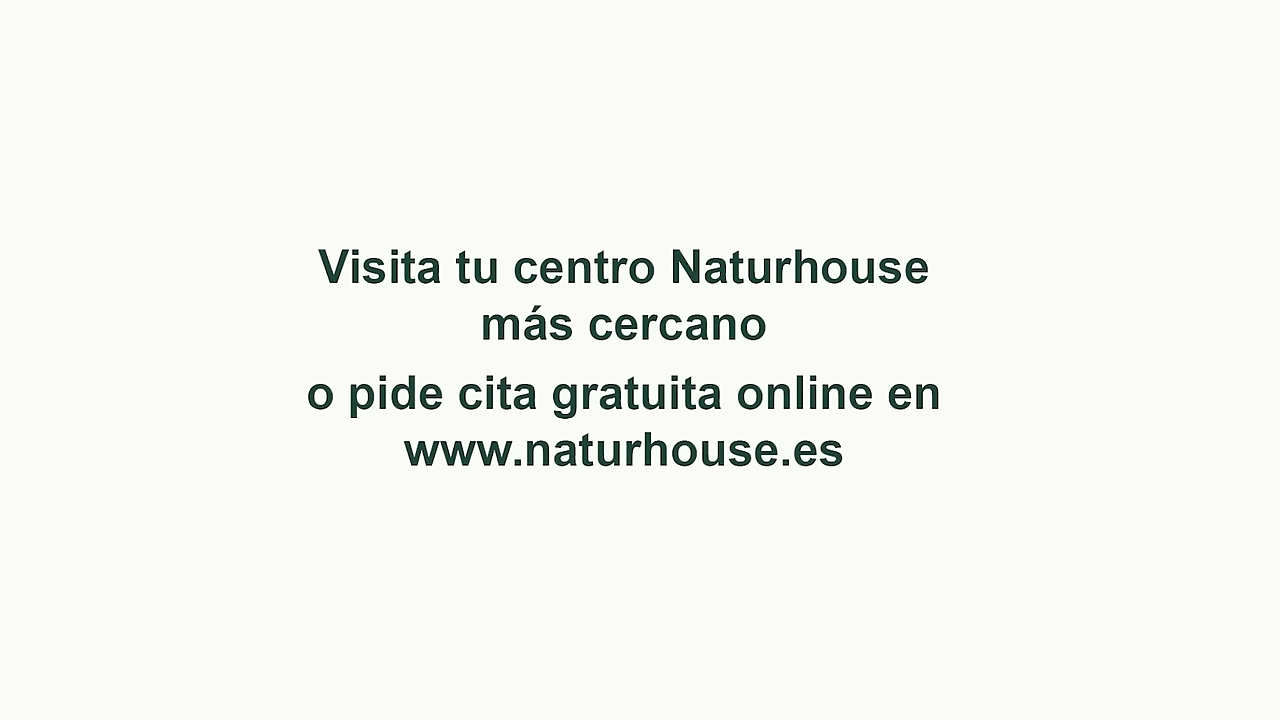 Visita tu centro Naturhouse
más cercano
o pide cita gratuita online en
www.naturhouse.es